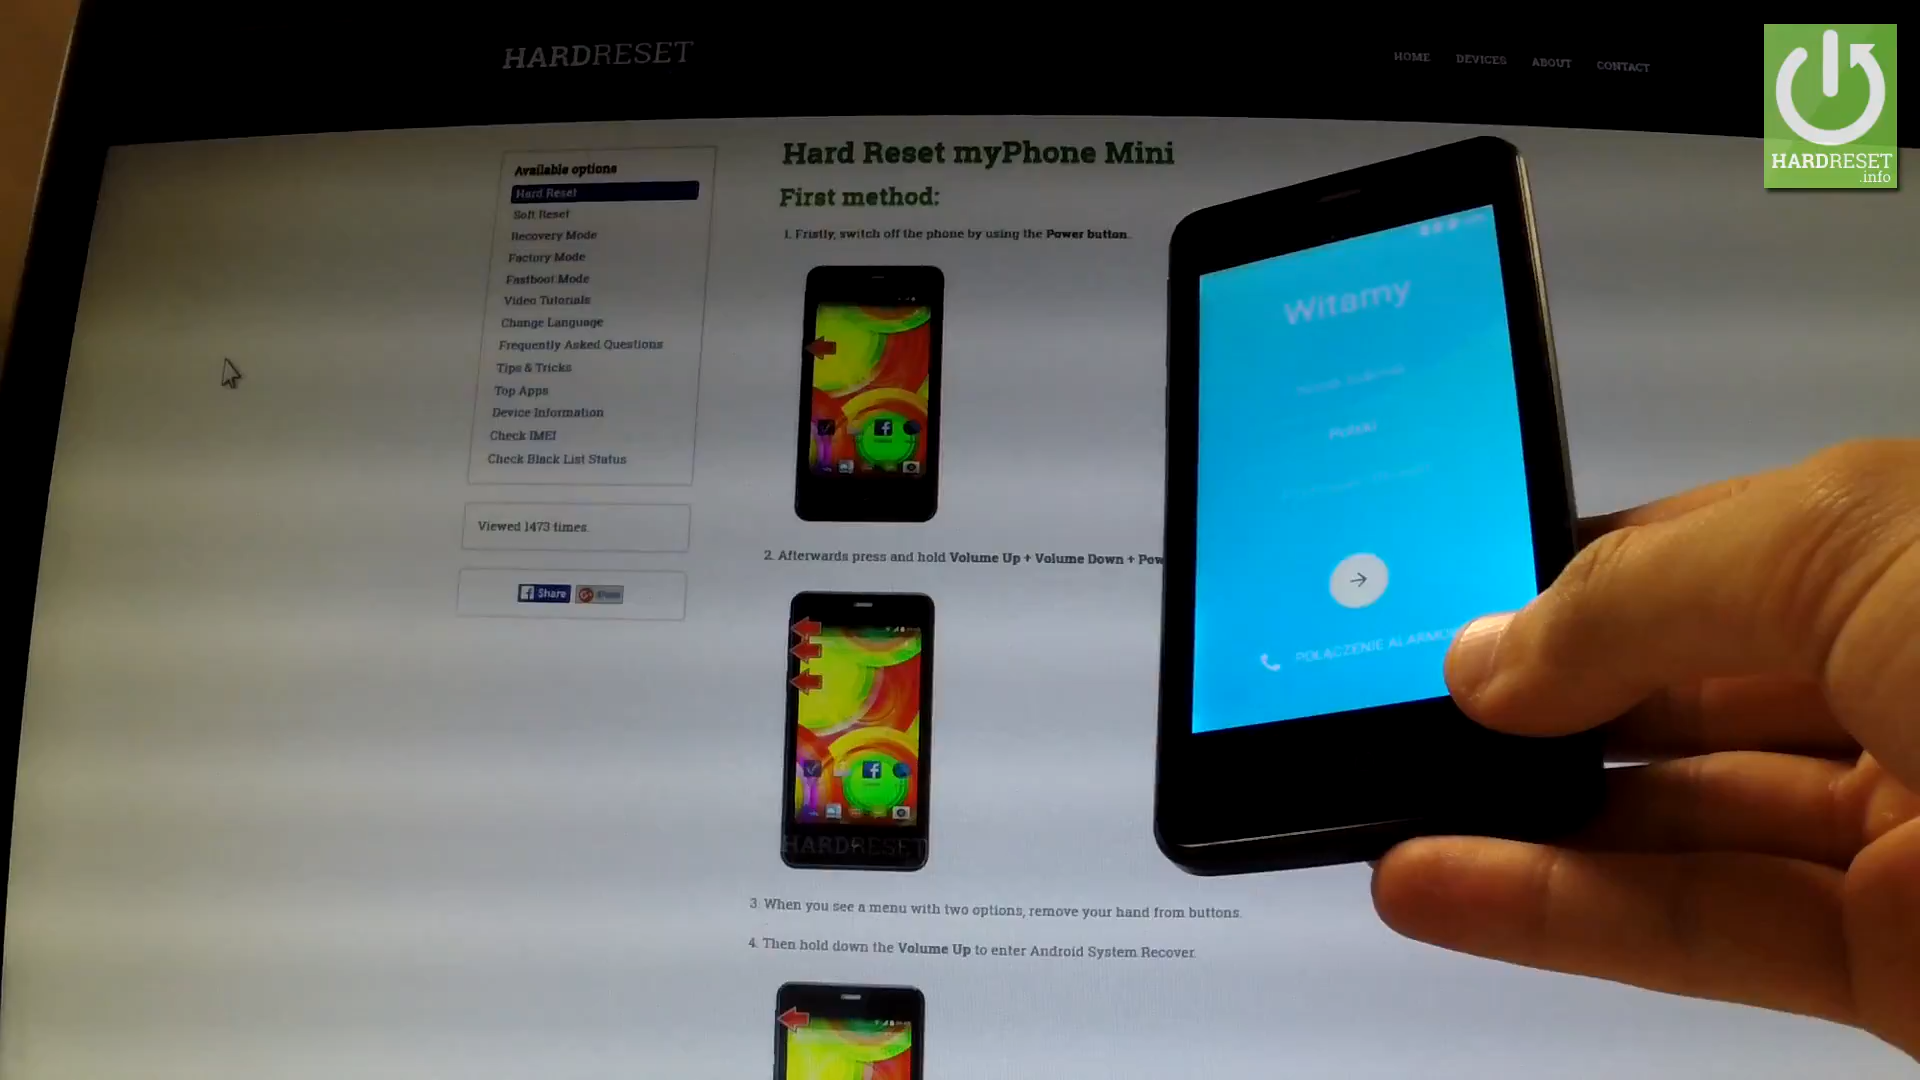 HARDRESET
HOME DEVICES ABOUT CONTACT
HARDRESET
.info
Available options
Hard Reset
Soft Reset
Recovery Mode
Factory Mode
Fastboot Mode
Video Tutorials
Change Language
Frequently Asked Questions
Tips & Tricks
Top Apps
Device Information
Check IMEI
Check Black List Status
Viewed 1473 times.
Share
Hard Reset myPhone Mini
First method:
1. Fristly, switch off the phone by using the Power button.
2. Afterwards press and hold Volume Up + Volume Down + Pow
HARDRESET
3. When you see a menu with two options, remove your hand from buttons.
4. Then hold down the Volume Up to enter Android System Recover.
Witamy
Polski
POŁĄCZENIE ALARMOW